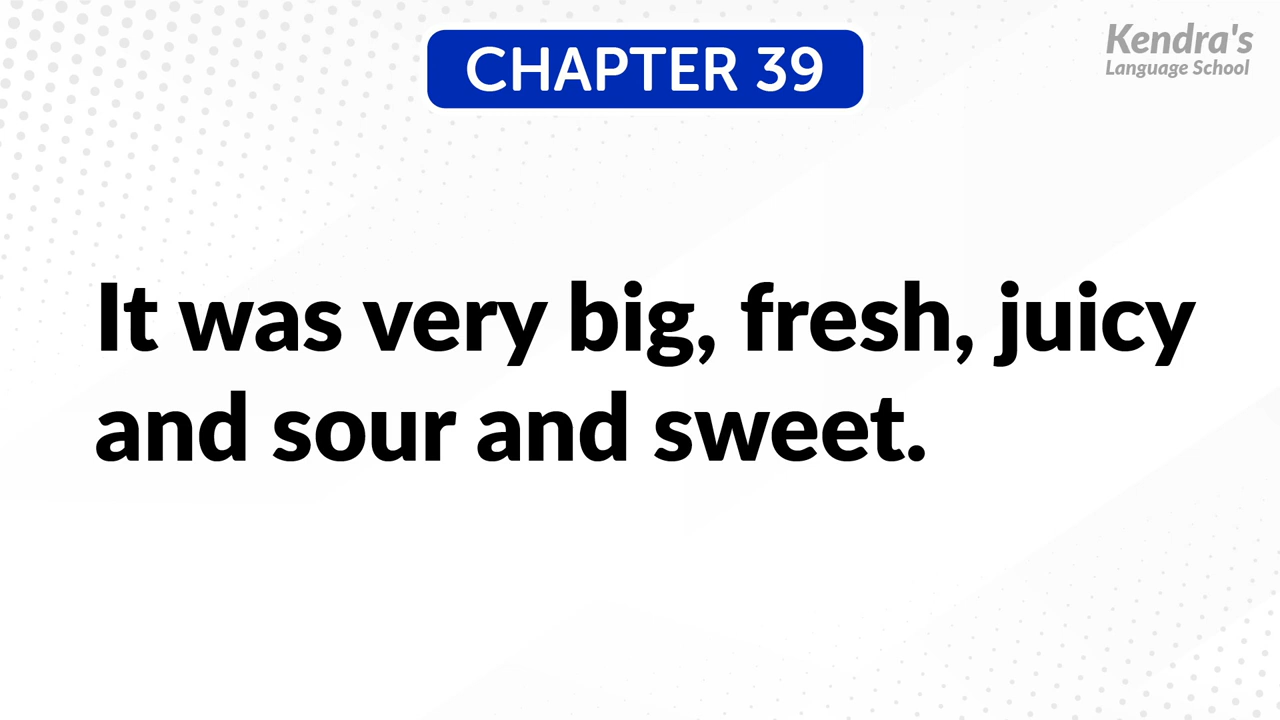 CHAPTER 39
Kendra's
Language School
It was very big, fresh, juicy
and sour and sweet.